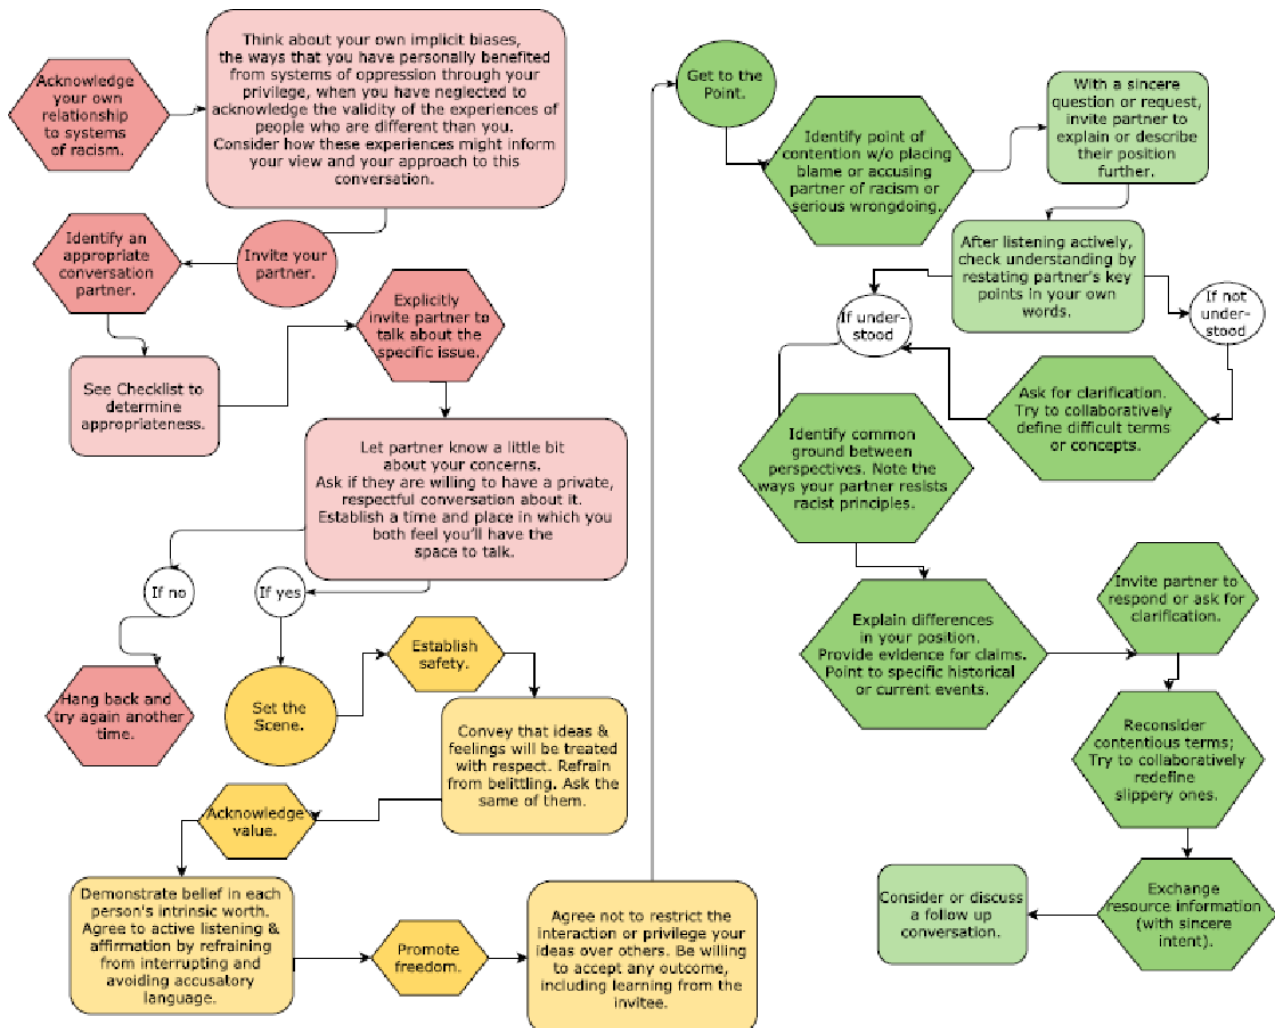 Acknowledge
your own
relationship
to systems
of racism.
Think about your own implicit biases,
the ways that you have personally benefited
from systems of oppression through your
privilege, when you have neglected to
acknowledge the validity of the experiences of
people who are different than you.
Consider how these experiences might inform
your view and your approach to this
conversation.
Invite your
partner.
Identify an
appropriate
conversation
partner.
See Checklist to
determine
appropriateness.
Explicitly
invite partner to
talk about the
specific issue.
Let partner know a little bit
about your concerns.
Ask if they are willing to have a private,
respectful conversation about it.
Establish a time and place in which you
both feel you'll have the
space to talk.
If no
If yes
Hang back and
try again another
time.
Set the
Scene.
Establish
safety.
Convey that ideas &
feelings will be treated
with respect. Refrain
from belittling. Ask the
same of them.
Acknowledge
value.
Demonstrate belief in each
person's intrinsic worth.
Agree to active listening &
affirmation by refraining
from interrupting and
avoiding accusatory
language.
Promote
freedom.
Agree not to restrict the
interaction or privilege your
ideas over others. Be willing
to accept any outcome,
including learning from the
invitee.
Get to the
Point.
Identify point of
contention w/o placing
blame or accusing
partner of racism or
serious wrongdoing.
With a sincere
question or request,
invite partner to
explain or describe
their position
further.
After listening actively,
check understanding by
restating partner's key
points in your own
words.
If under-
stood
If not
under-
stood
Ask for clarification.
Try to collaboratively
define difficult terms
or concepts.
Identify common
ground between
perspectives. Note the
ways your partner resists
racist principles.
Explain differences
in your position.
Provide evidence for claims.
Point to specific historical
or current events.
Invite partner to
respond or ask for
clarification.
Reconsider
contentious terms;
Try to collaboratively
redefine
slippery ones.
Exchange
resource information
(with sincere
intent).
Consider or discuss
a follow up
conversation.